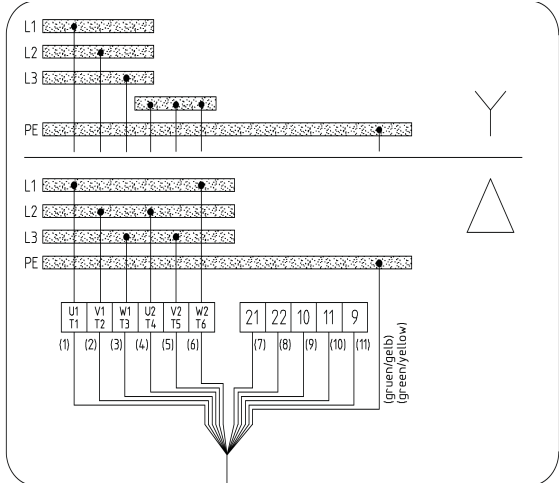 L1
L2
L3
PE
L1
L2
L3
PE
U1 V1 W1 U2 V2 W2
T1 T2 T3 T4 T5 T6
21 22 10 11 9
(1) (2) (3) (4) (5) (6) (7) (8) (9) (10) (11)
(gruen/gelb)
(green/yellow)